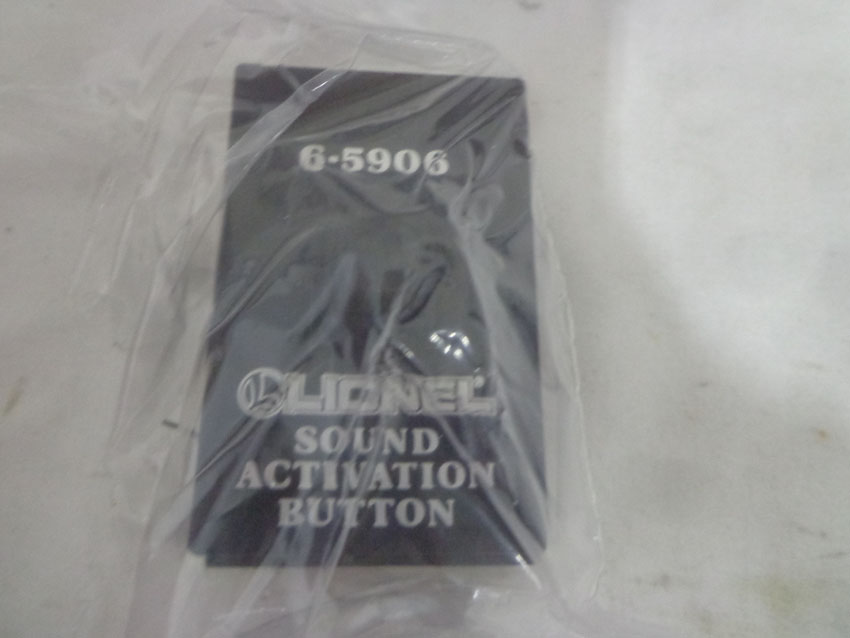 6-5906
LIONEL
SOUND
ACTIVATION
BUTTON